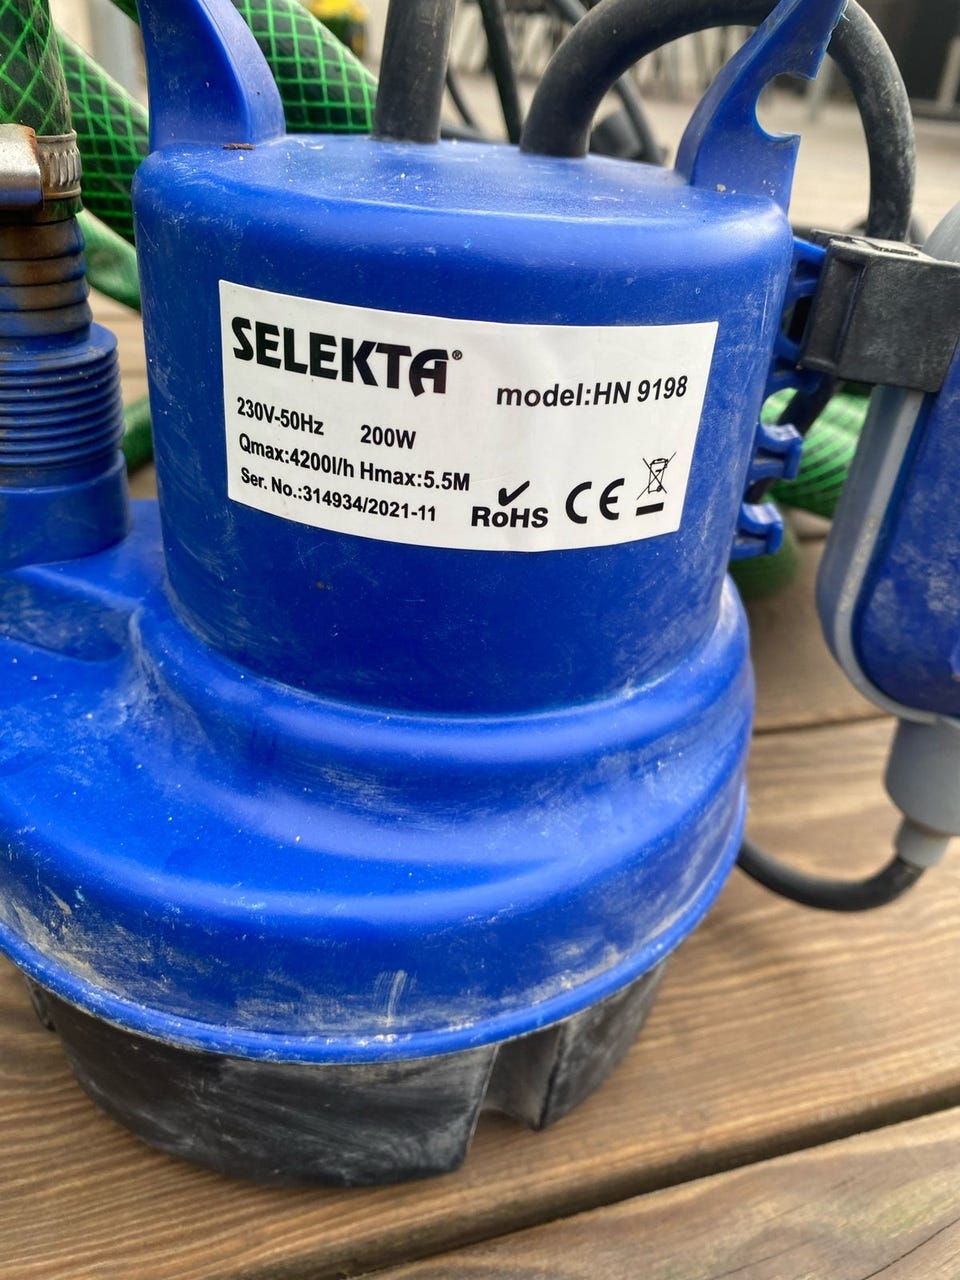 SELEKTA®
model:HN 9198
230V-50Hz 200W
Qmax:4200l/h Hmax:5.5M
Ser. No.:314934/2021-11
RoHS CE